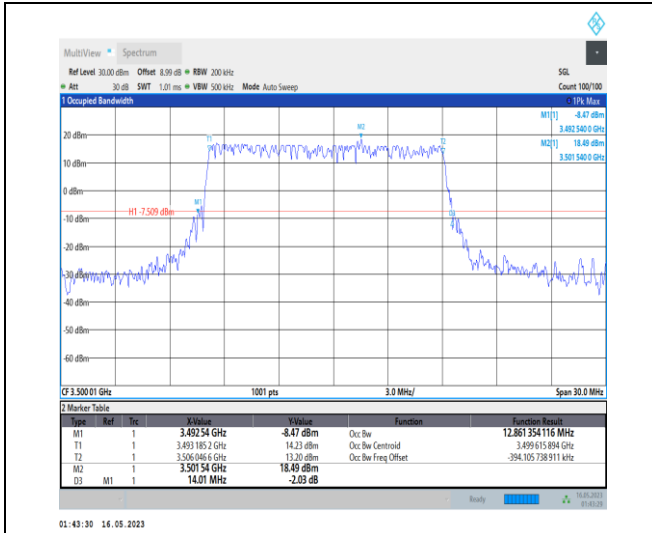 MultiView Spectrum
Ref Level 30.00 dBm Offset 8.99 dB RBW 200 kHz SGL
Att 30 dB SWT 1.01 ms VBW 500 kHz Mode Auto Sweep Count 100/100
1 Occupied Bandwidth 1Pk Max
M1[1] -8.47 dBm
3.492 540 0 GHz
M2[1] 18.49 dBm
3.501 540 0 GHz
M2
T1
T2
20 dBm
10 dBm
0 dBm
M1
H1 -7.509 dBm
D3
-10 dBm
-20 dBm
-30 dBm
-40 dBm
-50 dBm
-60 dBm
CF 3.500 01 GHz 1001 pts 3.0 MHz/ Span 30.0 MHz
2 Marker Table
Type Ref Trc X-Value Y-Value Function Function Result
M1 1 3.492 54 GHz -8.47 dBm Occ Bw 12.861 354 116 MHz
T1 1 3.493 185 2 GHz 14.23 dBm Occ Bw Centroid 3.499 615 894 GHz
T2 1 3.506 046 6 GHz 13.20 dBm Occ Bw Freq Offset -394.105 738 911 kHz
M2 1 3.501 54 GHz 18.49 dBm
D3 M1 1 14.01 MHz -2.03 dB
Ready 16.05.2023
01:43:29
01:43:30 16.05.2023